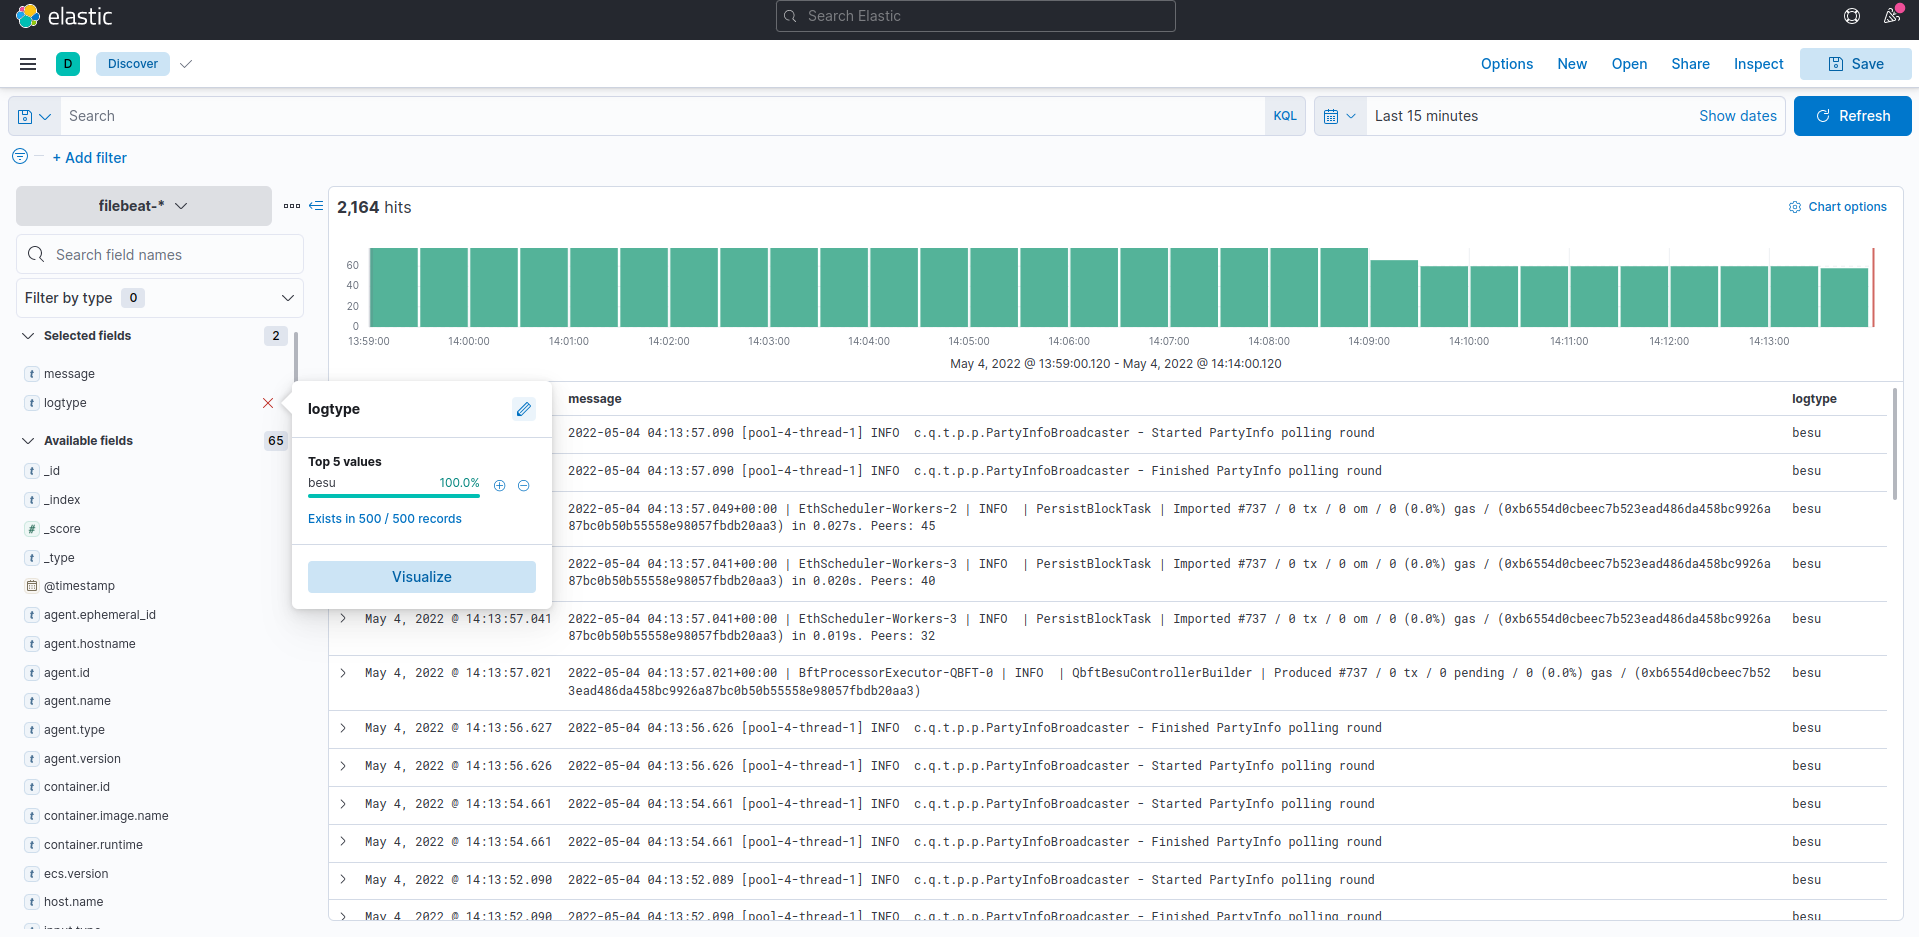 elastic
Search Elastic
D
Discover
Options
New
Open
Share
Inspect
Save
Search
KQL
Last 15 minutes
Show dates
Refresh
+ Add filter
filebeat-*
Search field names
Filter by type 0
Selected fields 2
t message
t logtype
Available fields 65
t _id
t _index
# _score
t _type
@timestamp
t agent.ephemeral_id
t agent.hostname
t agent.id
t agent.name
t agent.type
t agent.version
t container.id
t container.image.name
t container.runtime
t ecs.version
t host.name
input.type
logtype
Top 5 values
besu 100.0%
Exists in 500 / 500 records
Visualize
2,164 hits
Chart options
60
40
20
0
13:59:00 14:00:00 14:01:00 14:02:00 14:03:00 14:04:00 14:05:00 14:06:00 14:07:00 14:08:00 14:09:00 14:10:00 14:11:00 14:12:00 14:13:00
May 4, 2022 @ 13:59:00.120 - May 4, 2022 @ 14:14:00.120
message logtype
2022-05-04 04:13:57.090 [pool-4-thread-1] INFO c.q.t.p.p.PartyInfoBroadcaster - Started PartyInfo polling round besu
2022-05-04 04:13:57.090 [pool-4-thread-1] INFO c.q.t.p.p.PartyInfoBroadcaster - Finished PartyInfo polling round besu
2022-05-04 04:13:57.049+00:00 | EthScheduler-Workers-2 | INFO | PersistBlockTask | Imported #737 / 0 tx / 0 om / 0 (0.0%) gas / (0xb6554d0cbeec7b523ead486da458bc9926a besu
87bc0b50b55558e98057fbdb20aa3) in 0.027s. Peers: 45
2022-05-04 04:13:57.041+00:00 | EthScheduler-Workers-3 | INFO | PersistBlockTask | Imported #737 / 0 tx / 0 om / 0 (0.0%) gas / (0xb6554d0cbeec7b523ead486da458bc9926a besu
87bc0b50b55558e98057fbdb20aa3) in 0.020s. Peers: 40
May 4, 2022 @ 14:13:57.041 2022-05-04 04:13:57.041+00:00 | EthScheduler-Workers-3 | INFO | PersistBlockTask | Imported #737 / 0 tx / 0 om / 0 (0.0%) gas / (0xb6554d0cbeec7b523ead486da458bc9926a besu
87bc0b50b55558e98057fbdb20aa3) in 0.019s. Peers: 32
May 4, 2022 @ 14:13:57.021 2022-05-04 04:13:57.021+00:00 | BftProcessorExecutor-QBFT-0 | INFO | QbftBesuControllerBuilder | Produced #737 / 0 tx / 0 pending / 0 (0.0%) gas / (0xb6554d0cbeec7b52 besu
3ead486da458bc9926a87bc0b50b55558e98057fbdb20aa3)
May 4, 2022 @ 14:13:56.627 2022-05-04 04:13:56.626 [pool-4-thread-1] INFO c.q.t.p.p.PartyInfoBroadcaster - Finished PartyInfo polling round besu
May 4, 2022 @ 14:13:56.626 2022-05-04 04:13:56.626 [pool-4-thread-1] INFO c.q.t.p.p.PartyInfoBroadcaster - Started PartyInfo polling round besu
May 4, 2022 @ 14:13:54.661 2022-05-04 04:13:54.661 [pool-4-thread-1] INFO c.q.t.p.p.PartyInfoBroadcaster - Started PartyInfo polling round besu
May 4, 2022 @ 14:13:54.661 2022-05-04 04:13:54.661 [pool-4-thread-1] INFO c.q.t.p.p.PartyInfoBroadcaster - Finished PartyInfo polling round besu
May 4, 2022 @ 14:13:52.090 2022-05-04 04:13:52.089 [pool-4-thread-1] INFO c.q.t.p.p.PartyInfoBroadcaster - Started PartyInfo polling round besu
May 4, 2022 @ 14:13:52.090 2022-05-04 04:13:52.090 [pool-4-thread-1] INFO c.q.t.p.p.PartyInfoBroadcaster - Finished PartyInfo polling round besu